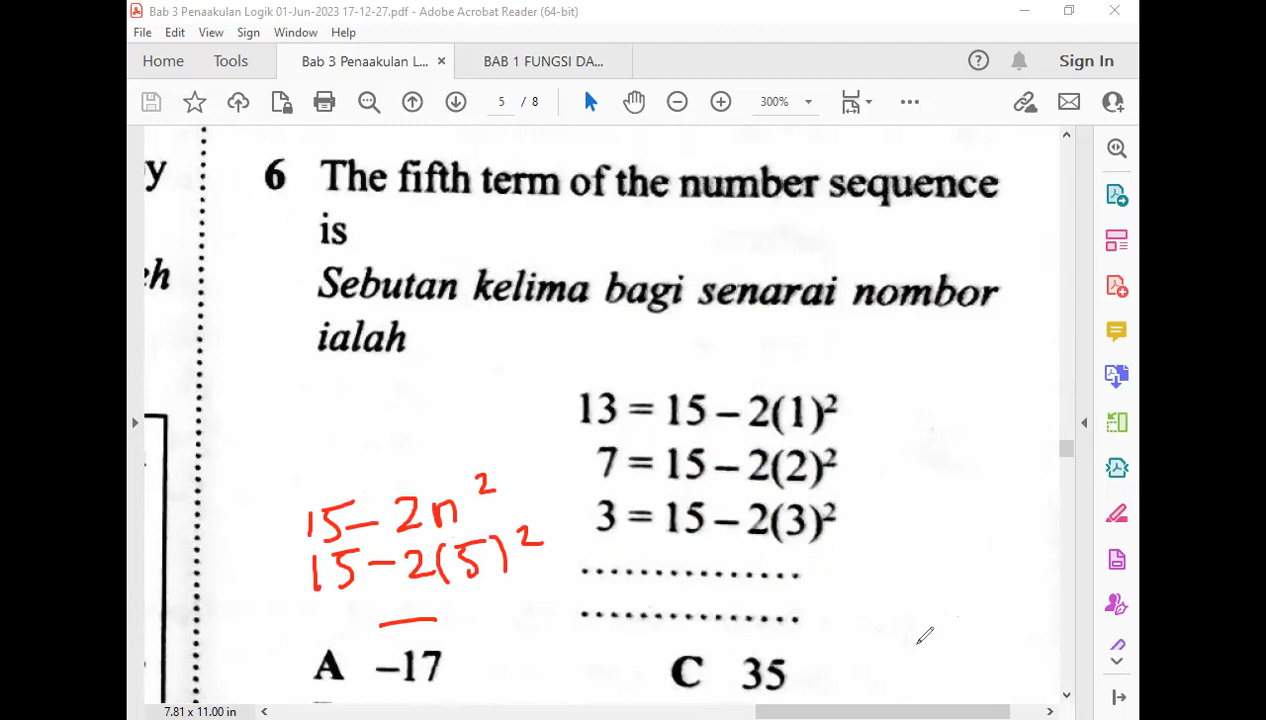 Bab 3 Penaakulan Logik 01-Jun-2023 17-12-27.pdf - Adobe Acrobat Reader (64-bit)
File Edit View Sign Window Help
Home Tools Bab 3 Penaakulan L... × BAB 1 FUNGSI DA... Sign In
5 / 8 300%
y
6 The fifth term of the number sequence
is
eh
Sebutan kelima bagi senarai nombor
ialah
13 = 15 – 2(1)²
7 = 15 – 2(2)²
3 = 15 – 2(3)²
15 – 2n²
15 – 2(5)²
A –17 C 35
7.81 x 11.00 in